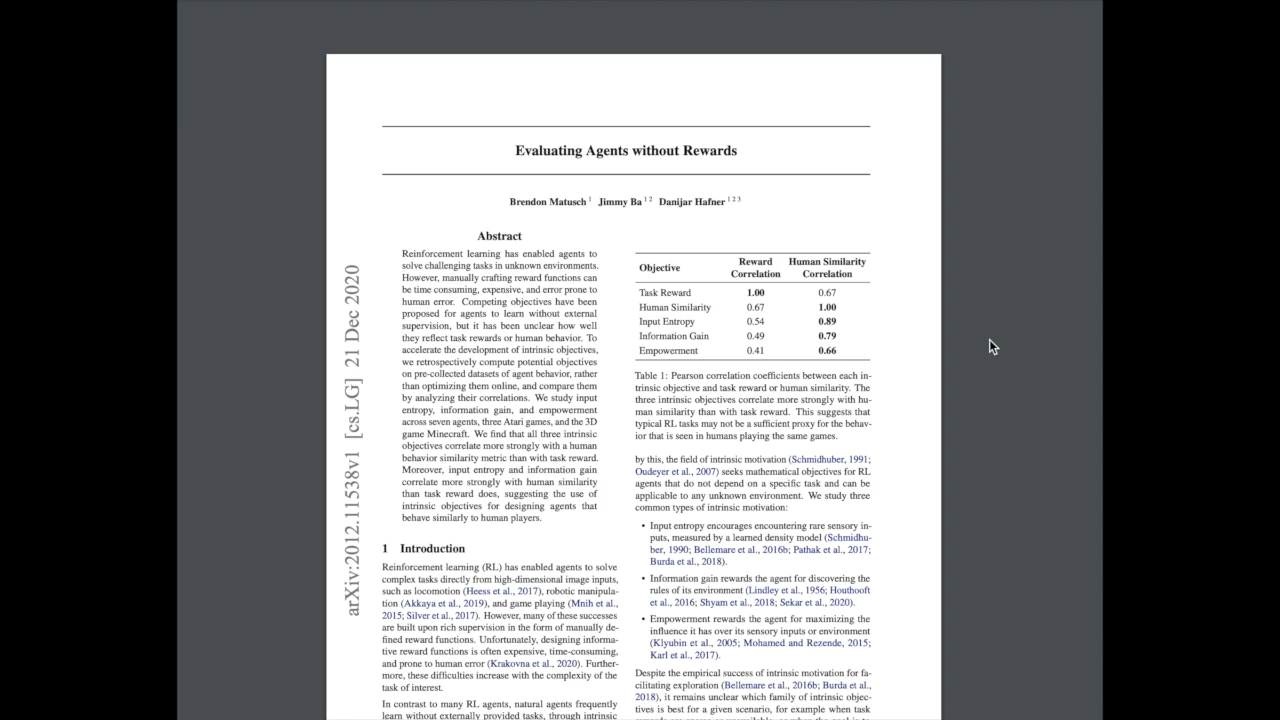 Evaluating Agents without Rewards
Brendon Matusch 1 Jimmy Ba 1 2 Danijar Hafner 1 2 3
arXiv:2012.11538v1 [cs.LG] 21 Dec 2020
Abstract
Reinforcement learning has enabled agents to
solve challenging tasks in unknown environments.
However, manually crafting reward functions can
be time consuming, expensive, and error prone to
human error. Competing objectives have been
proposed for agents to learn without external
supervision, but it has been unclear how well
they reflect task rewards or human behavior. To
accelerate the development of intrinsic objectives,
we retrospectively compute potential objectives
on pre-collected datasets of agent behavior, rather
than optimizing them online, and compare them
by analyzing their correlations. We study input
entropy, information gain, and empowerment
across seven agents, three Atari games, and the 3D
game Minecraft. We find that all three intrinsic
objectives correlate more strongly with a human
behavior similarity metric than with task reward.
Moreover, input entropy and information gain
correlate more strongly with human similarity
than task reward does, suggesting the use of
intrinsic objectives for designing agents that
behave similarly to human players.
1 Introduction
Reinforcement learning (RL) has enabled agents to solve
complex tasks directly from high-dimensional image inputs,
such as locomotion (Heess et al., 2017), robotic manipula-
tion (Akkaya et al., 2019), and game playing (Mnih et al.,
2015; Silver et al., 2017). However, many of these successes
are built upon rich supervision in the form of manually de-
fined reward functions. Unfortunately, designing informa-
tive reward functions is often expensive, time-consuming,
and prone to human error (Krakovna et al., 2020). Further-
more, these difficulties increase with the complexity of the
task of interest.
In contrast to many RL agents, natural agents frequently
learn without externally provided tasks, through intrinsic
Objective Reward Correlation Human Similarity Correlation
Task Reward 1.00 0.67
Human Similarity 0.67 1.00
Input Entropy 0.54 0.89
Information Gain 0.49 0.79
Empowerment 0.41 0.66
Table 1: Pearson correlation coefficients between each in-
trinsic objective and task reward or human similarity. The
three intrinsic objectives correlate more strongly with hu-
man similarity than with task reward. This suggests that
typical RL tasks may not be a sufficient proxy for the behav-
ior that is seen in humans playing the same games.
by this, the field of intrinsic motivation (Schmidhuber, 1991;
Oudeyer et al., 2007) seeks mathematical objectives for RL
agents that do not depend on a specific task and can be
applicable to any unknown environment. We study three
common types of intrinsic motivation:
• Input entropy encourages encountering rare sensory in-
puts, measured by a learned density model (Schmidhu-
ber, 1990; Bellemare et al., 2016b; Pathak et al., 2017;
Burda et al., 2018).
• Information gain rewards the agent for discovering the
rules of its environment (Lindley et al., 1956; Houthooft
et al., 2016; Shyam et al., 2018; Sekar et al., 2020).
• Empowerment rewards the agent for maximizing the
influence it has over its sensory inputs or environment
(Klyubin et al., 2005; Mohamed and Rezende, 2015;
Karl et al., 2017).
Despite the empirical success of intrinsic motivation for fa-
cilitating exploration (Bellemare et al., 2016b; Burda et al.,
2018), it remains unclear which family of intrinsic objec-
tives is best for a given scenario, for example when task